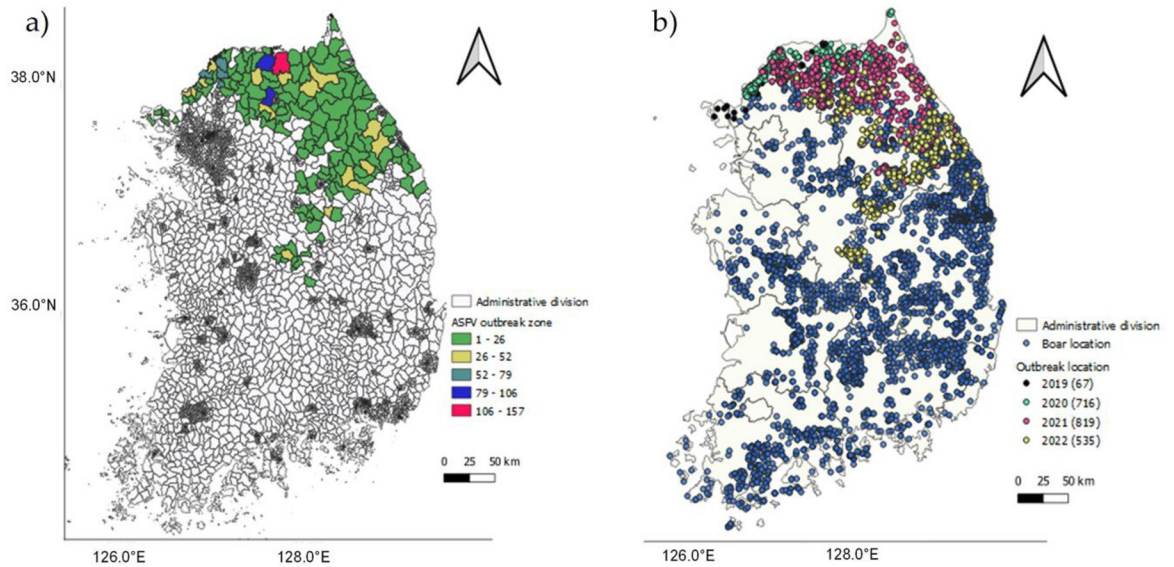 a)
38.0°N
36.0°N
126.0°E
128.0°E
Administrative division
ASFV outbreak zone
1 - 26
26 - 52
52 - 79
79 - 106
106 - 157
0 25 50 km
b)
126.0°E
128.0°E
Administrative division
Boar location
Outbreak location
2019 (67)
2020 (716)
2021 (819)
2022 (535)
0 25 50 km